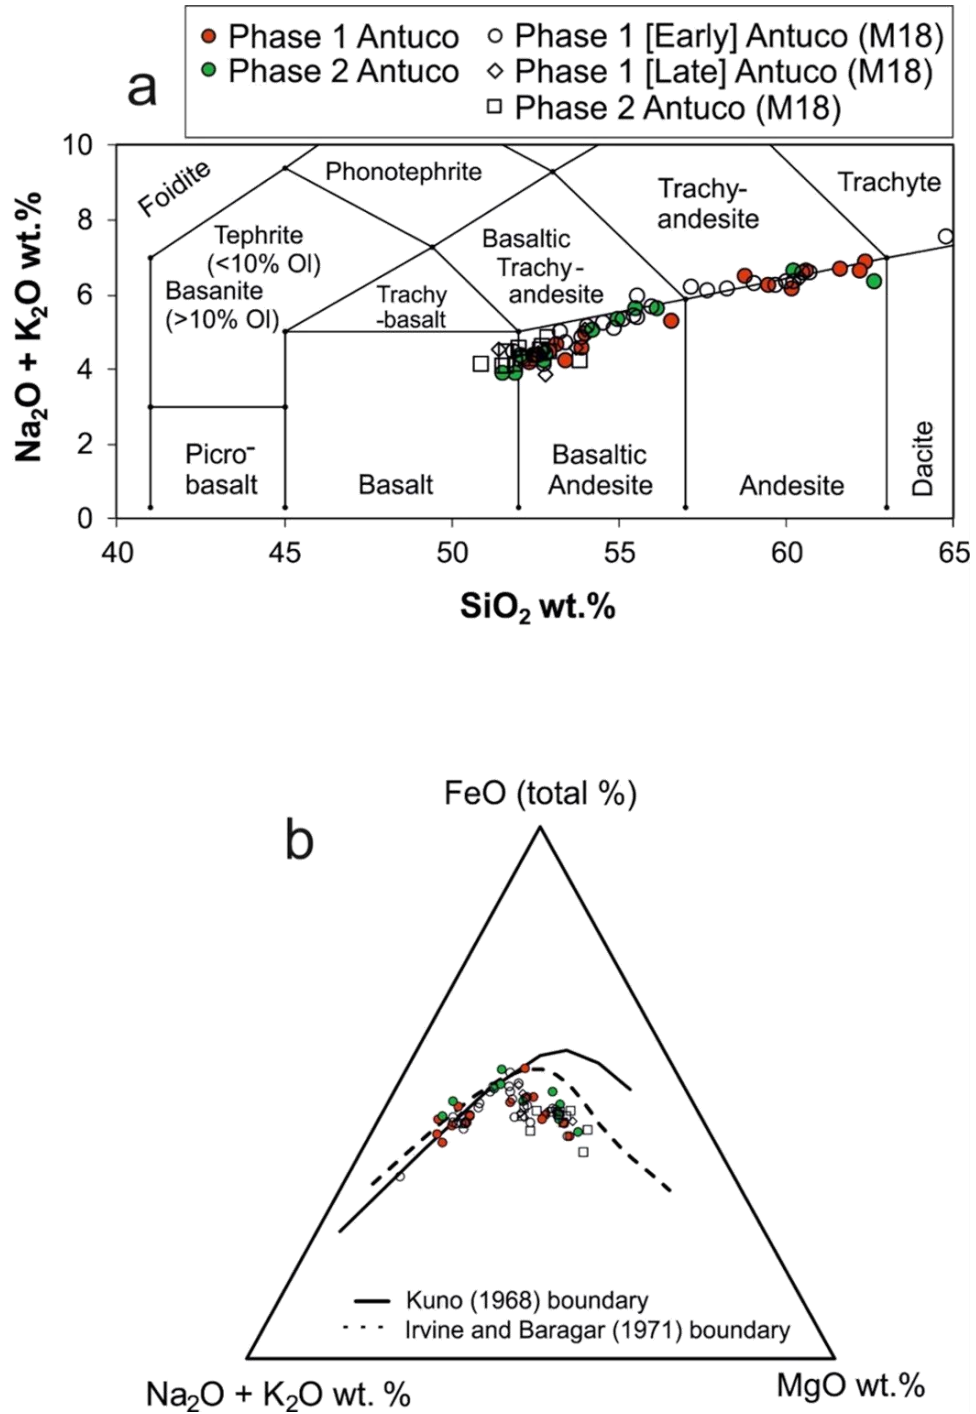 a
Phase 1 Antuco
Phase 2 Antuco
Phase 1 [Early] Antuco (M18)
Phase 1 [Late] Antuco (M18)
Phase 2 Antuco (M18)
Na₂O + K₂O wt.%
10
8
6
4
2
0
Foidite
Phonotephrite
Trachy-
andesite
Trachyte
Tephrite
(<10% Ol)
Basanite
(>10% Ol)
Basaltic
Trachy-
andesite
Trachy
-basalt
Picro-
basalt
Basalt
Basaltic
Andesite
Andesite
Dacite
40 45 50 55 60 65
SiO₂ wt.%
b
FeO (total %)
Kuno (1968) boundary
Irvine and Baragar (1971) boundary
Na₂O + K₂O wt. %
MgO wt.%